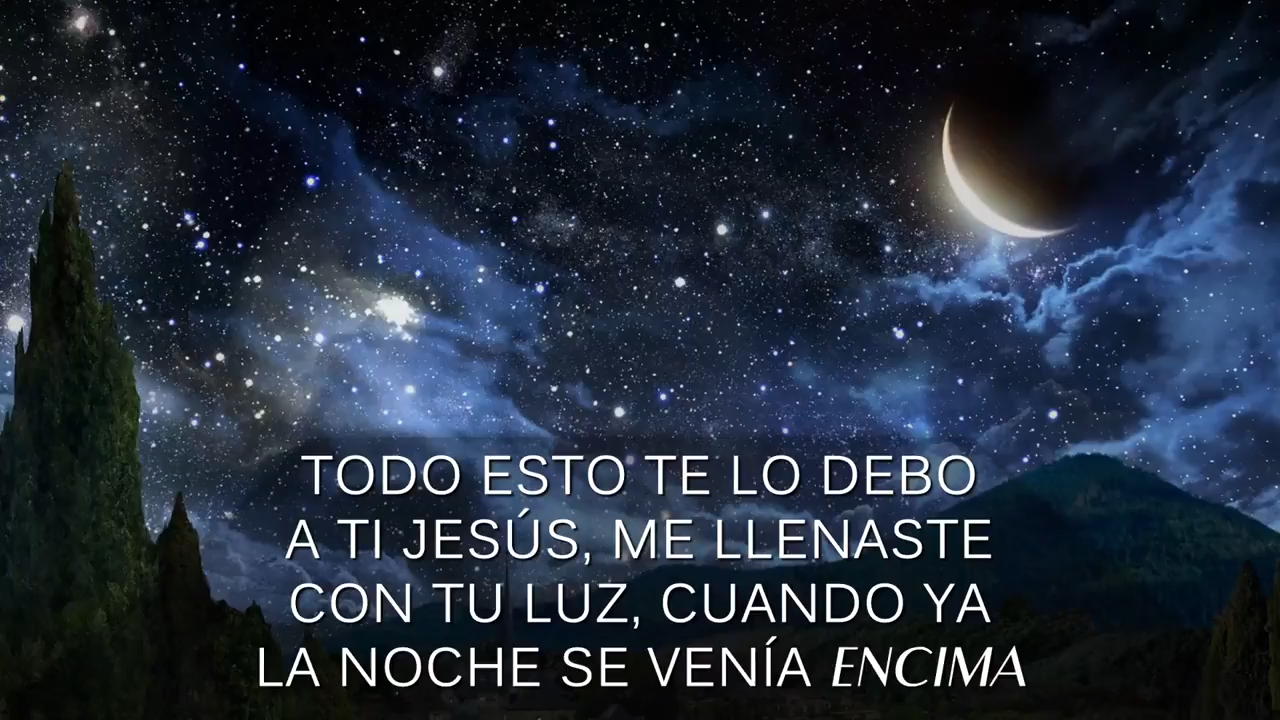 TODO ESTO TE LO DEBO
A TI JESÚS, ME LLENASTE
CON TU LUZ, CUANDO YA
LA NOCHE SE VENÍA ENCIMA